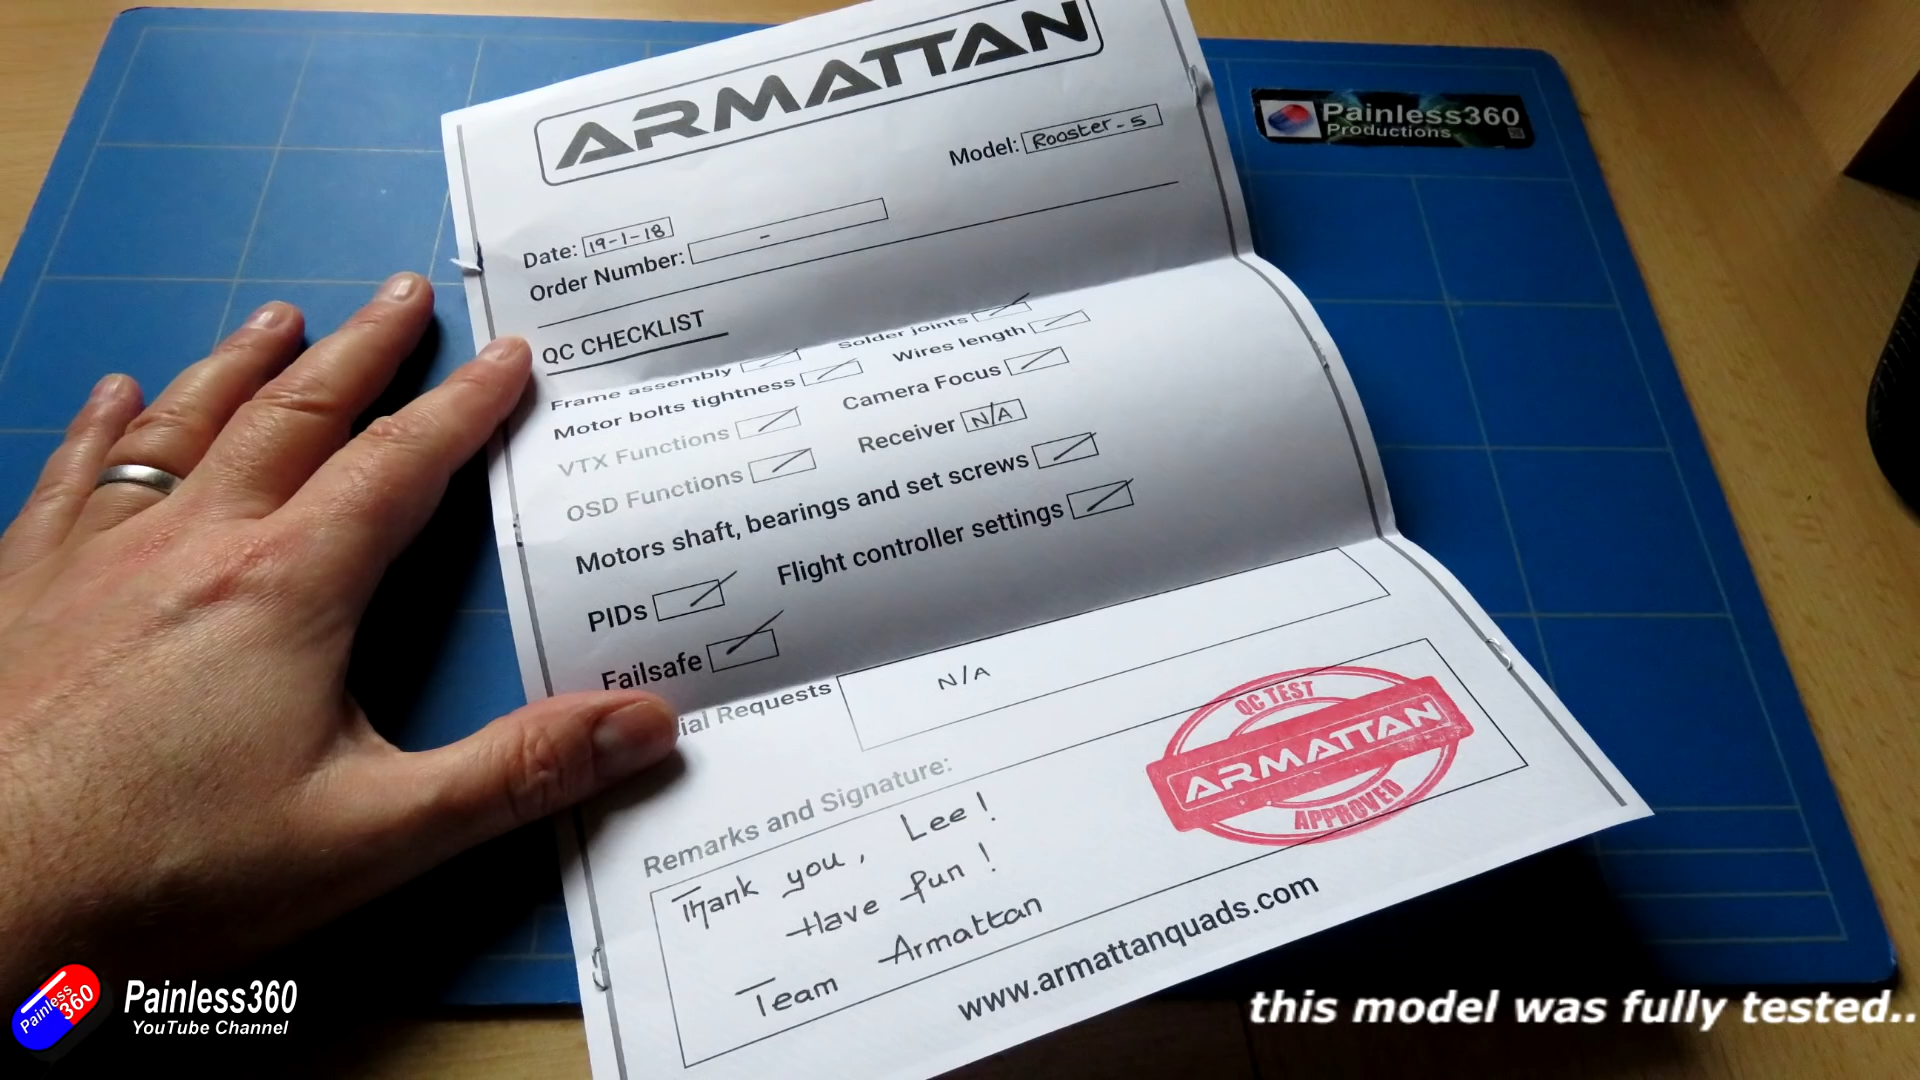 ARMATTAN
Painless360
Productions
Model: Rooster-5
Date: 19-1-18
Order Number: -
QC CHECKLIST
Frame assembly Solder joints
Motor bolts tightness Wires length
VTX Functions Camera Focus
OSD Functions Receiver N/A
Motors shaft, bearings and set screws
PIDs Flight controller settings
Failsafe
Requests N/A
Remarks and Signature:
Thank you, Lee!
Have fun!
Team Armattan
QC TEST
ARMATTAN
APPROVED
www.armattanquads.com
Painless
360
Painless360
YouTube Channel
this model was fully tested..